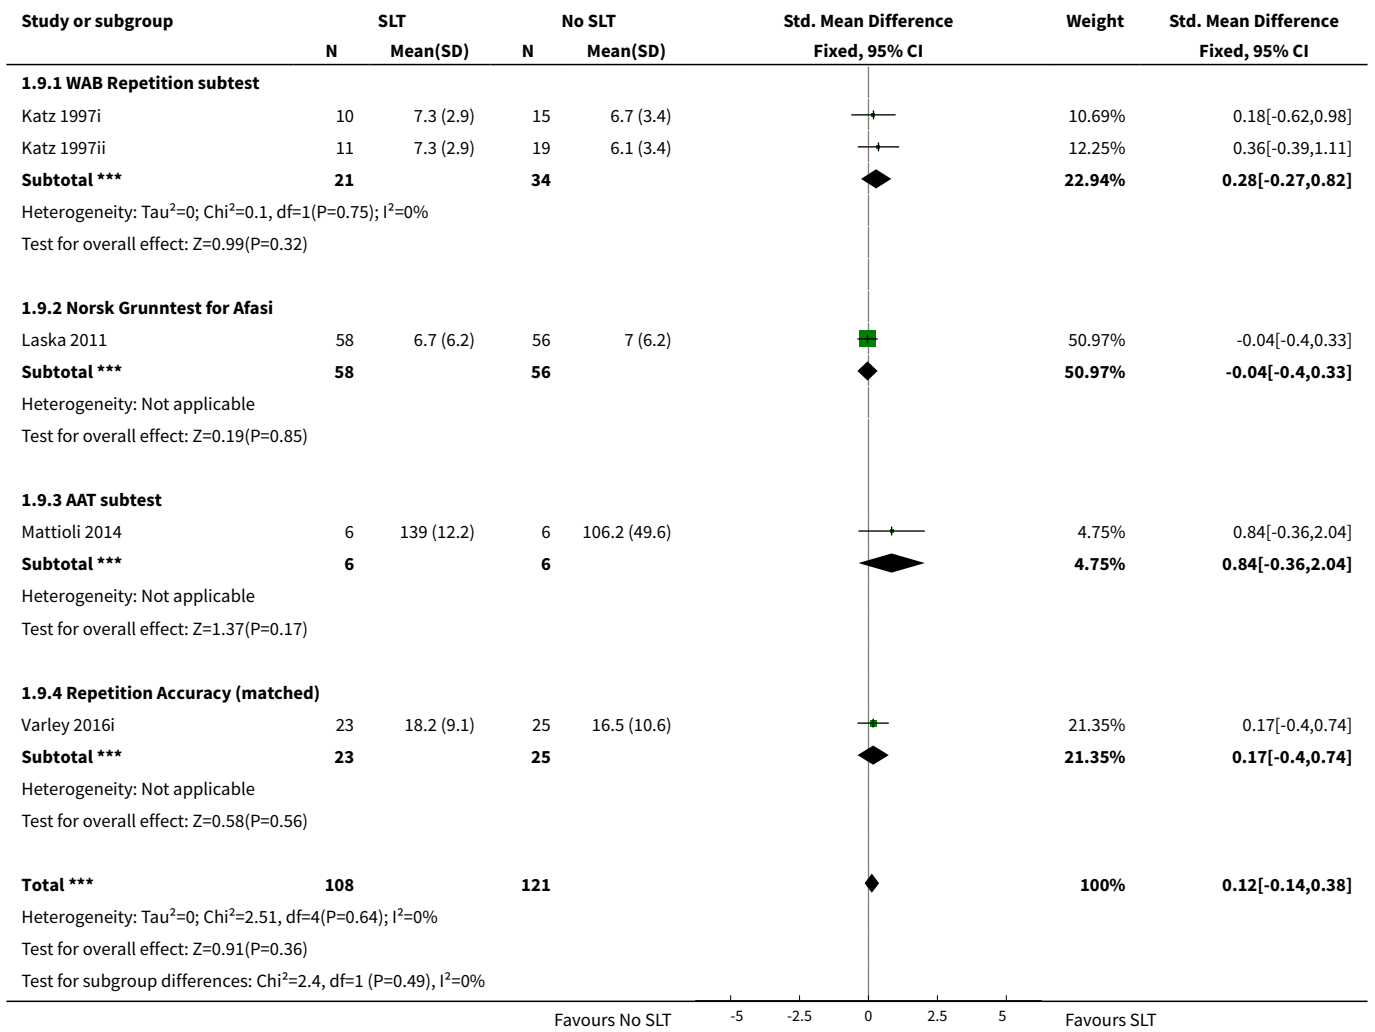 Study or subgroup SLT No SLT Std. Mean Difference Weight Std. Mean Difference
N Mean(SD) N Mean(SD) Fixed, 95% CI Fixed, 95% CI
1.9.1 WAB Repetition subtest
Katz 1997i 10 7.3 (2.9) 15 6.7 (3.4) 10.69% 0.18[-0.62,0.98]
Katz 1997ii 11 7.3 (2.9) 19 6.1 (3.4) 12.25% 0.36[-0.39,1.11]
Subtotal *** 21 34 22.94% 0.28[-0.27,0.82]
Heterogeneity: Tau²=0; Chi²=0.1, df=1(P=0.75); I²=0%
Test for overall effect: Z=0.99(P=0.32)
1.9.2 Norsk Grunntest for Afasi
Laska 2011 58 6.7 (6.2) 56 7 (6.2) 50.97% -0.04[-0.4,0.33]
Subtotal *** 58 56 50.97% -0.04[-0.4,0.33]
Heterogeneity: Not applicable
Test for overall effect: Z=0.19(P=0.85)
1.9.3 AAT subtest
Mattioli 2014 6 139 (12.2) 6 106.2 (49.6) 4.75% 0.84[-0.36,2.04]
Subtotal *** 6 6 4.75% 0.84[-0.36,2.04]
Heterogeneity: Not applicable
Test for overall effect: Z=1.37(P=0.17)
1.9.4 Repetition Accuracy (matched)
Varley 2016i 23 18.2 (9.1) 25 16.5 (10.6) 21.35% 0.17[-0.4,0.74]
Subtotal *** 23 25 21.35% 0.17[-0.4,0.74]
Heterogeneity: Not applicable
Test for overall effect: Z=0.58(P=0.56)
Total *** 108 121 100% 0.12[-0.14,0.38]
Heterogeneity: Tau²=0; Chi²=2.51, df=4(P=0.64); I²=0%
Test for overall effect: Z=0.91(P=0.36)
Test for subgroup differences: Chi²=2.4, df=1 (P=0.49), I²=0%
Favours No SLT -5 -2.5 0 2.5 5 Favours SLT